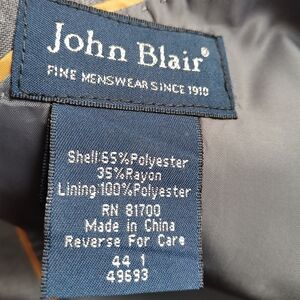 John Blair®
FINE MENSWEAR SINCE 1910
Shell:65%Polyester
35%Rayon
Lining:100%Polyester
RN 81700
Made in China
Reverse For Care
44 1
49693